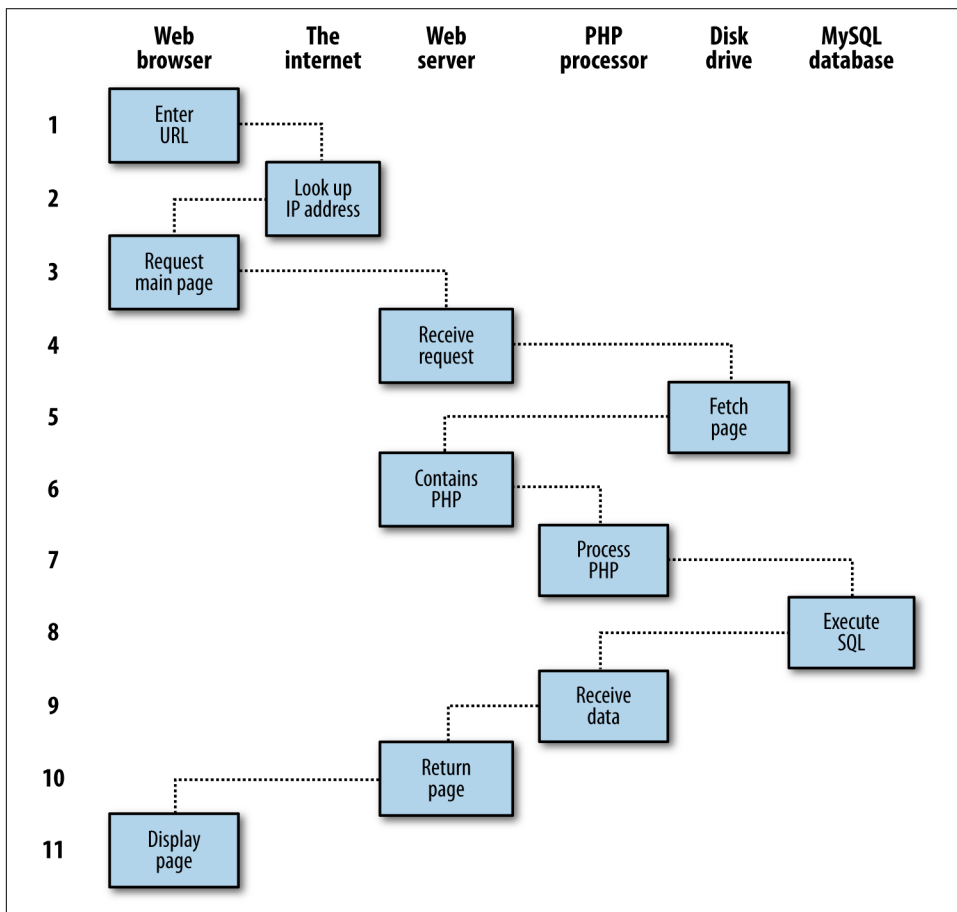 Web The Web PHP Disk MySQL
browser internet server processor drive database
1
Enter
URL
2
Look up
IP address
3
Request
main page
4
Receive
request
5
Fetch
page
6
Contains
PHP
7
Process
PHP
8
Execute
SQL
9
Receive
data
10
Return
page
11
Display
page